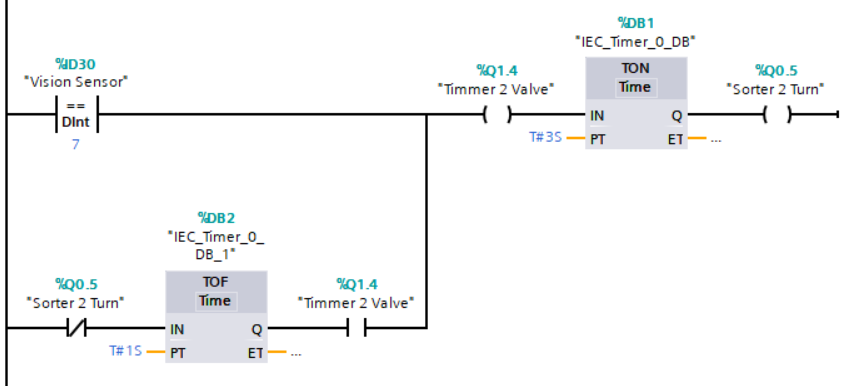 %DB1
"IEC_Timer_0_DB"
%ID30
"Vision Sensor"
%Q1.4
"Timmer 2 Valve"
TON
Time
%Q0.5
"Sorter 2 Turn"
==
DInt
7
IN
Q
T#3S
PT
ET
...
%DB2
"IEC_Timer_0_
DB_1"
%Q0.5
"Sorter 2 Turn"
TOF
Time
%Q1.4
"Timmer 2 Valve"
IN
Q
T#1S
PT
ET
...